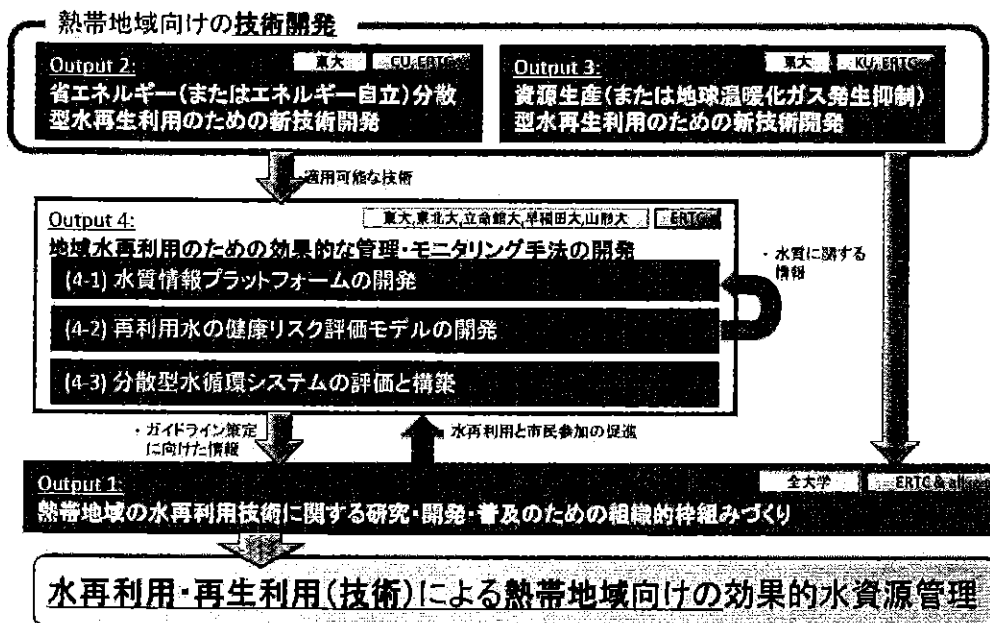 熱帯地域向けの技術開発
Output 2:
東大
CU, ERTC
省エネルギー(またはエネルギー自立)分散
型水再生利用のための新技術開発
Output 3:
東大
KU, ERTC
資源生産(または地球温暖化ガス発生抑制)
型水再生利用のための新技術開発
・適用可能な技術
Output 4:
東大,東北大,立命館大,早稲田大,山形大
ERTC
地域水再利用のための効果的な管理・モニタリング手法の開発
(4-1) 水質情報プラットフォームの開発
(4-2) 再利用水の健康リスク評価モデルの開発
(4-3) 分散型水循環システムの評価と構築
・水質に関する
情報
・ガイドライン策定
に向けた情報
水再利用と市民参加の促進
Output 1:
全大学
ERTC &
熱帯地域の水再利用技術に関する研究・開発・普及のための組織的枠組みづくり
水再利用・再生利用(技術)による熱帯地域向けの効果的水資源管理